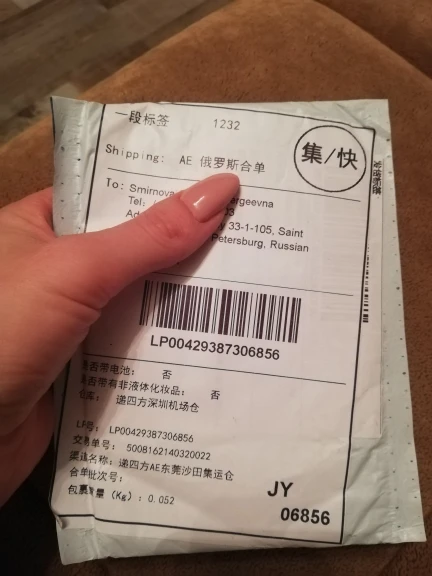 一段标签 1232
集/快
Shipping: AE 俄罗斯合单
To: Smirnova ergeevna
Tel:
33-1-105, Saint
Petersburg, Russian
LP00429387306856
否带电池: 否
是否带有非液体化妆品: 否
仓库: 递四方深圳机场仓
LP号: LP00429387306856
交易单号: 5008162140320022
渠道名称: 递四方AE东莞沙田集运仓
合单批次号:
包裹重量 (Kg) : 0.052
JY
06856